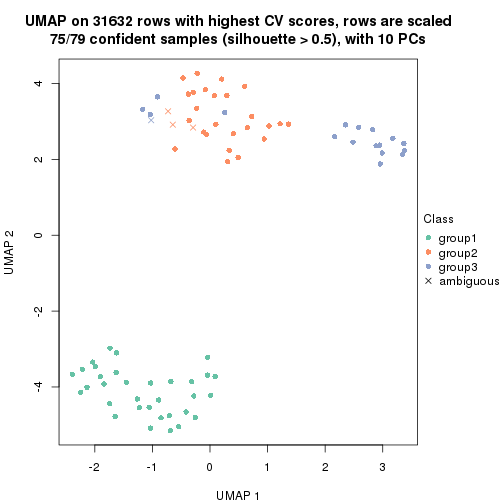 UMAP on 31632 rows with highest CV scores, rows are scaled
75/79 confident samples (silhouette > 0.5), with 10 PCs
4
2
0
-2
-4
UMAP 2
-2
-1
0
1
2
3
UMAP 1
Class
group1
group2
group3
ambiguous